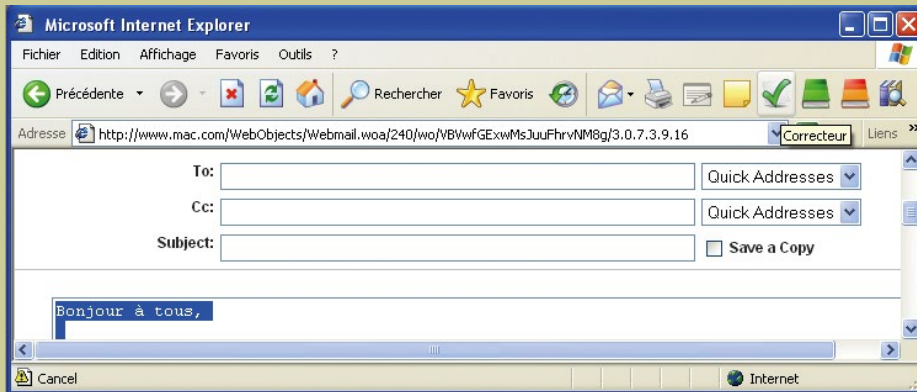 Microsoft Internet Explorer
Fichier Edition Affichage Favoris Outils ?
Précédente Rechercher Favoris
Adresse http://www.mac.com/WebObjects/Webmail.woa/240/wo/VBVwfGExwMsJuuFhrvNM8g/3.0.7.3.9.16 Correcteur Liens »
To: Quick Addresses
Cc: Quick Addresses
Subject: Save a Copy
Bonjour à tous,
Cancel Internet